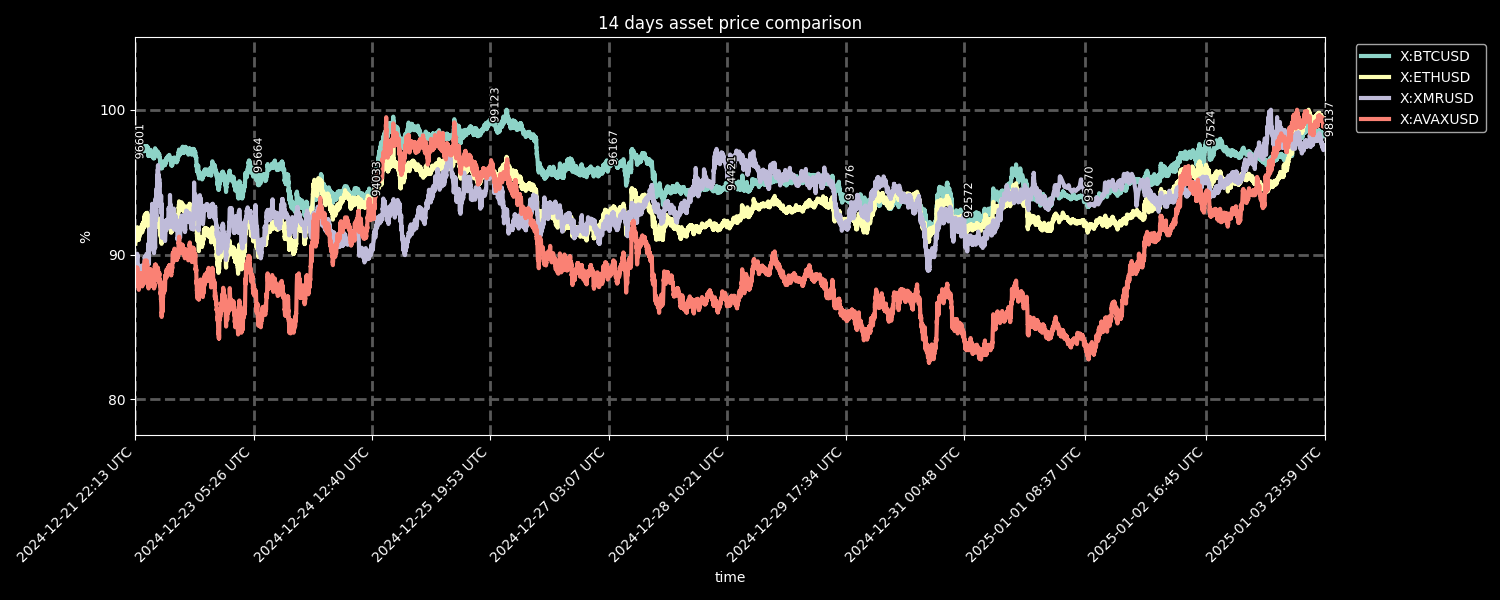 14 days asset price comparison
X:BTCUSD
X:ETHUSD
X:XMRUSD
X:AVAXUSD
100
90
80
%
96601
95664
94033
99123
96167
94421
93776
92572
93670
97524
98137
2024-12-21 22:13 UTC
2024-12-23 05:26 UTC
2024-12-24 12:40 UTC
2024-12-25 19:53 UTC
2024-12-27 03:07 UTC
2024-12-28 10:21 UTC
2024-12-29 17:34 UTC
2024-12-31 00:48 UTC
2025-01-01 08:37 UTC
2025-01-02 16:45 UTC
2025-01-03 23:59 UTC
time